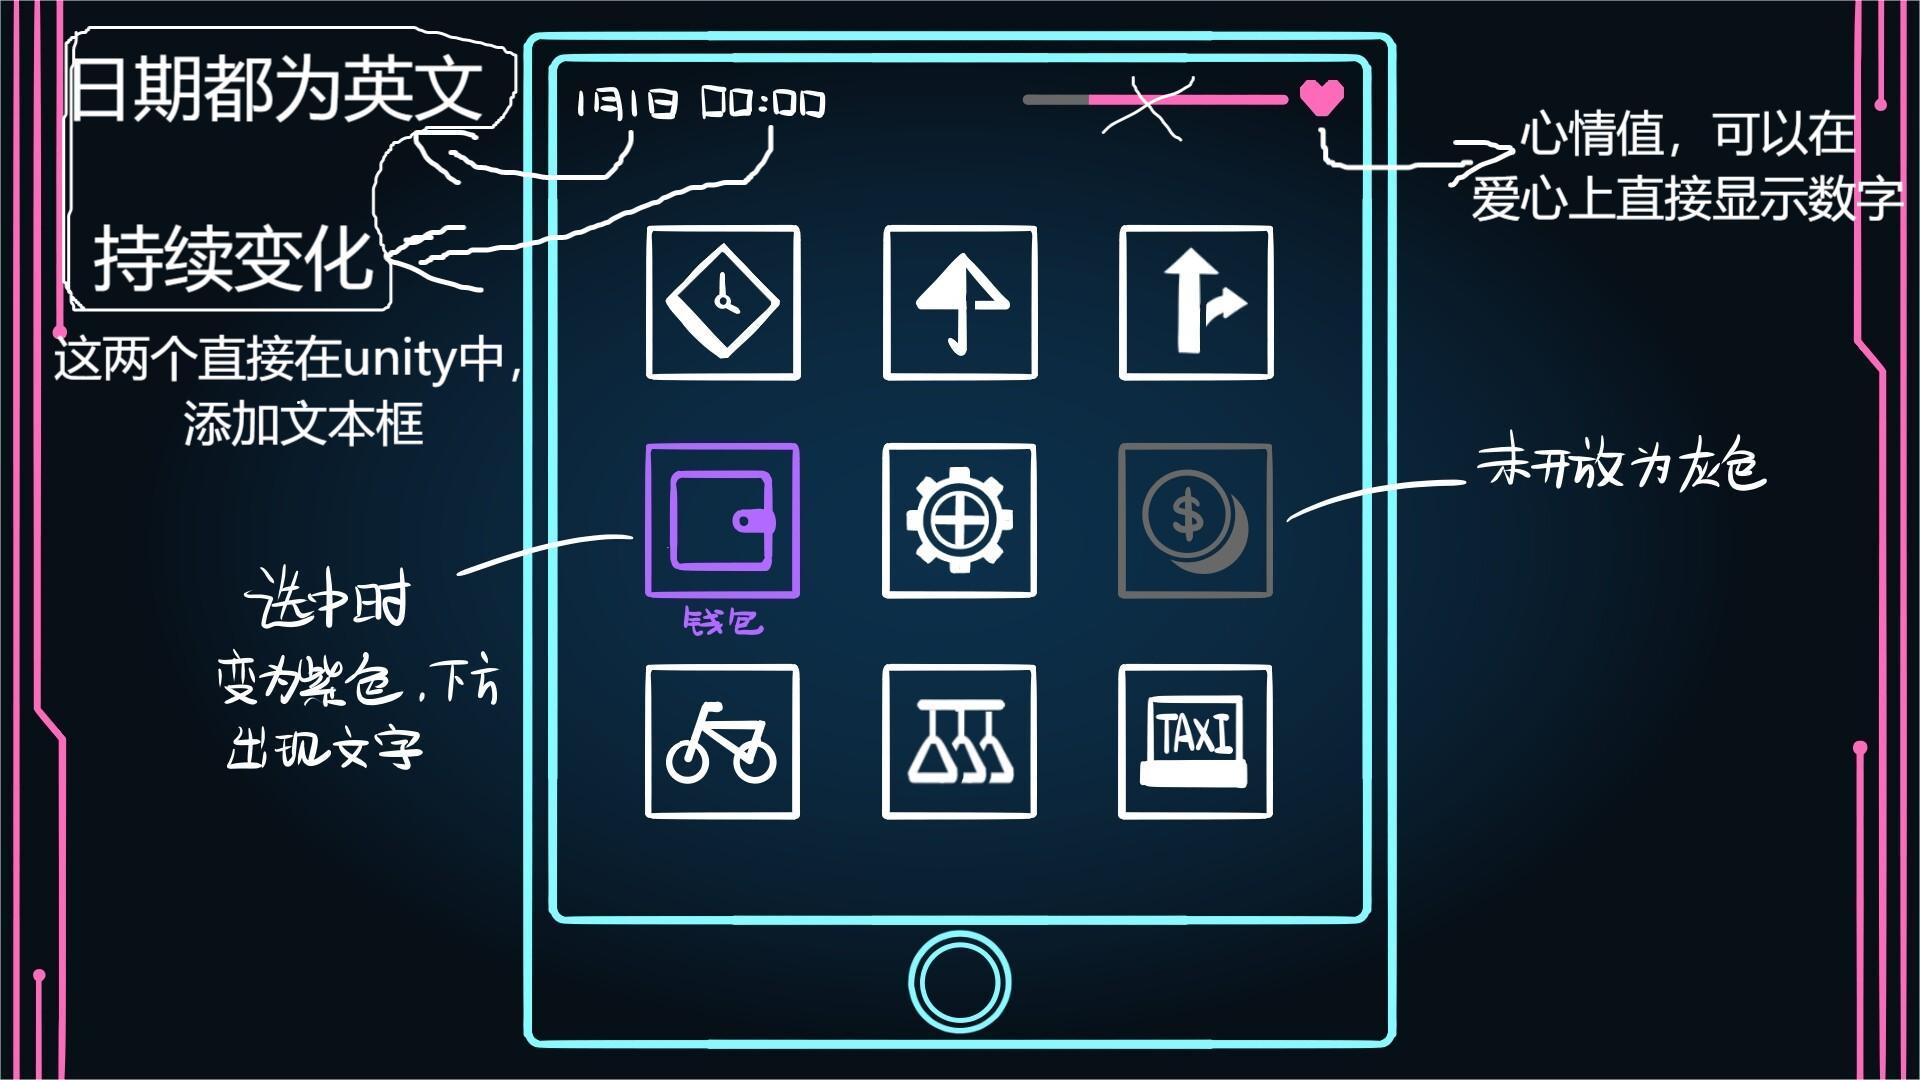 日期都为英文
持续变化
这两个直接在unity中，
添加文本框
1月1日 00:00
心情值，可以在
爱心上直接显示数字
未开放为灰色
选中时
变为紫色，下方
出现文字
$
钱包
TAXI